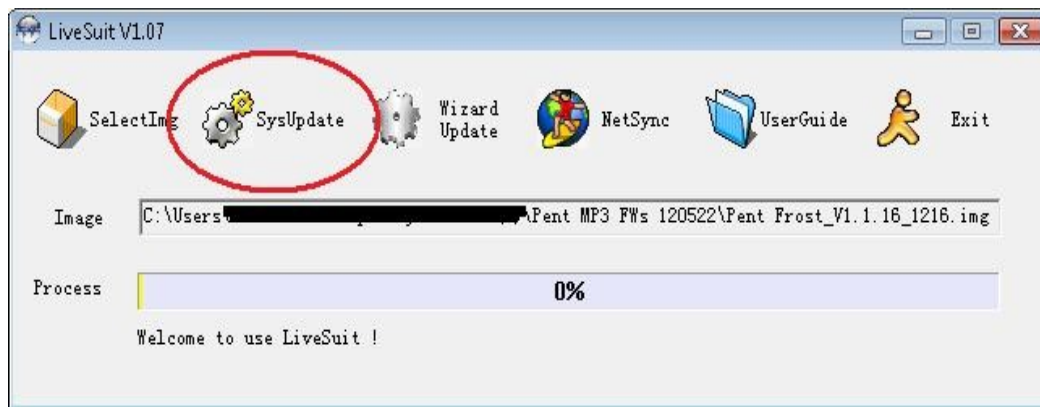 LiveSuit V1.07
SelectImg SysUpdate Wizard Update NetSync UserGuide Exit
Image C:\Users \Pent MP3 FWs 120522\Pent Frost_V1.1.16_1216.img
Process 0%
Welcome to use LiveSuit !